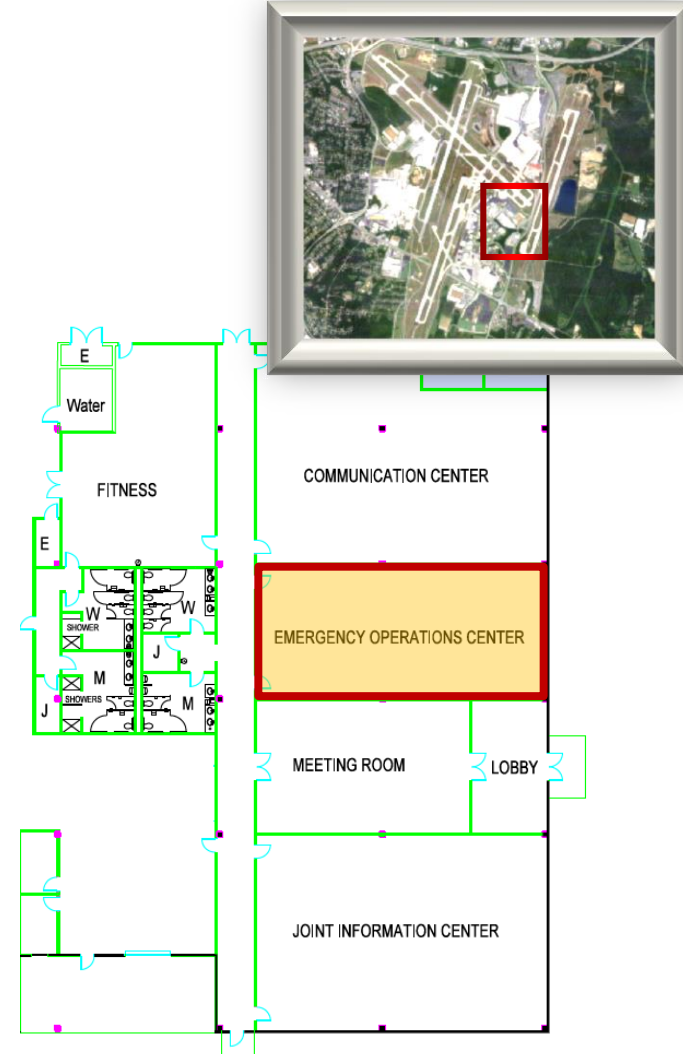 E
Water
FITNESS
COMMUNICATION CENTER
E
W
SHOWER
W
EMERGENCY OPERATIONS CENTER
J
M
SHOWERS
M
J
MEETING ROOM
LOBBY
JOINT INFORMATION CENTER